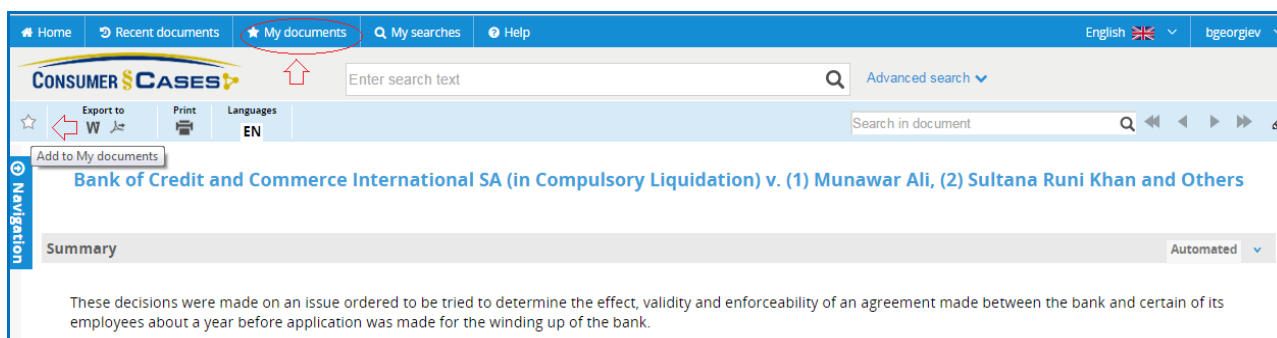 Home Recent documents My documents My searches Help English bgeorgiev
CONSUMER § CASES Enter search text Advanced search
Export to Print Languages
W EN Search in document
Add to My documents
Navigation
Bank of Credit and Commerce International SA (in Compulsory Liquidation) v. (1) Munawar Ali, (2) Sultana Runi Khan and Others
Summary Automated
These decisions were made on an issue ordered to be tried to determine the effect, validity and enforceability of an agreement made between the bank and certain of its
employees about a year before application was made for the winding up of the bank.